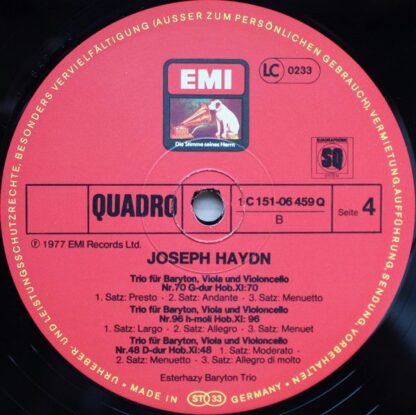 URHEBER- UND LEISTUNGSSCHUTZRECHTE, BESONDERS VERVIELFÄLTIGUNG (AUSSER ZUM PERSÖNLICHEN GEBRAUCH), VERMIETUNG, AUFFÜHRUNG, SENDUNG, VORBEHALTEN
EMI
LC 0233
Die Stimme seines Herrn
QUADRAPHONIC
SQ
QUADRO
1 C 151-06 459 Q
B
Seite 4
Ⓟ 1977 EMI Records Ltd.
JOSEPH HAYDN
Trio für Baryton, Viola und Violoncello
Nr.70 G-dur Hob.XI:70
1. Satz: Presto · 2. Satz: Andante · 3. Satz: Menuetto
Trio für Baryton, Viola und Violoncello
Nr.96 h-moll Hob.XI: 96
1. Satz: Largo · 2. Satz: Allegro · 3. Satz: Menuet
Trio für Baryton, Viola und Violoncello
Nr.48 D-dur Hob.XI:48 1. Satz: Moderato ·
2. Satz: Menuetto · 3. Satz: Allegro di molto
Esterhazy Baryton Trio
MADE IN ST 33 GERMANY